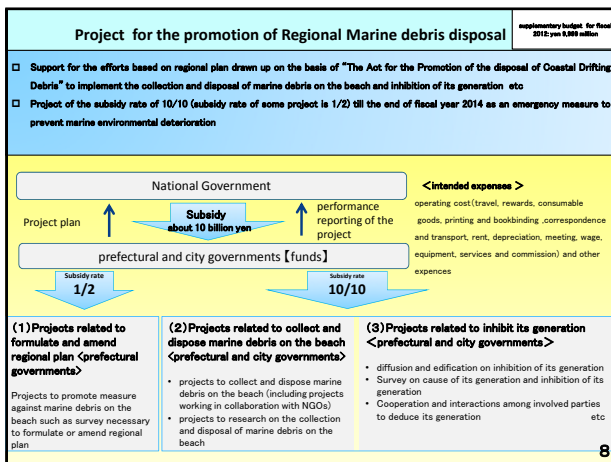 Project for the promotion of Regional Marine debris disposal
supplementary budget for fiscal
2012: yen 9,999 million
□ Support for the efforts based on regional plan drawn up on the basis of "The Act for the Promotion of the disposal of Coastal Drifting
Debris" to implement the collection and disposal of marine debris on the beach and inhibition of its generation etc
□ Project of the subsidy rate of 10/10 (subsidy rate of some project is 1/2) till the end of fiscal year 2014 as an emergency measure to
prevent marine environmental deterioration
National Government
Project plan
Subsidy
about 10 billion yen
performance
reporting of the
project
prefectural and city governments【funds】
<intended expenses >
operating cost(travel, rewards, consumable
goods, printing and bookbinding ,correspondence
and transport, rent, depreciation, meeting, wage,
equipment, services and commission) and other
expences
Subsidy rate
1/2
Subsidy rate
10/10
(1)Projects related to
formulate and amend
regional plan <prefectural
governments>
Projects to promote measure
against marine debris on the
beach such as survey necessary
to formulate or amend regional
plan
(2)Projects related to collect and
dispose marine debris on the beach
<prefectural and city governments>
• projects to collect and dispose marine
debris on the beach (including projects
working in collaboration with NGOs)
• projects to research on the collection
and disposal of marine debris on the
beach
(3)Projects related to inhibit its generation
<prefectural and city governments>
• diffusion and edification on inhibition of its generation
• Survey on cause of its generation and inhibition of its
generation
• Cooperation and interactions among involved parties
to deduce its generation etc
8